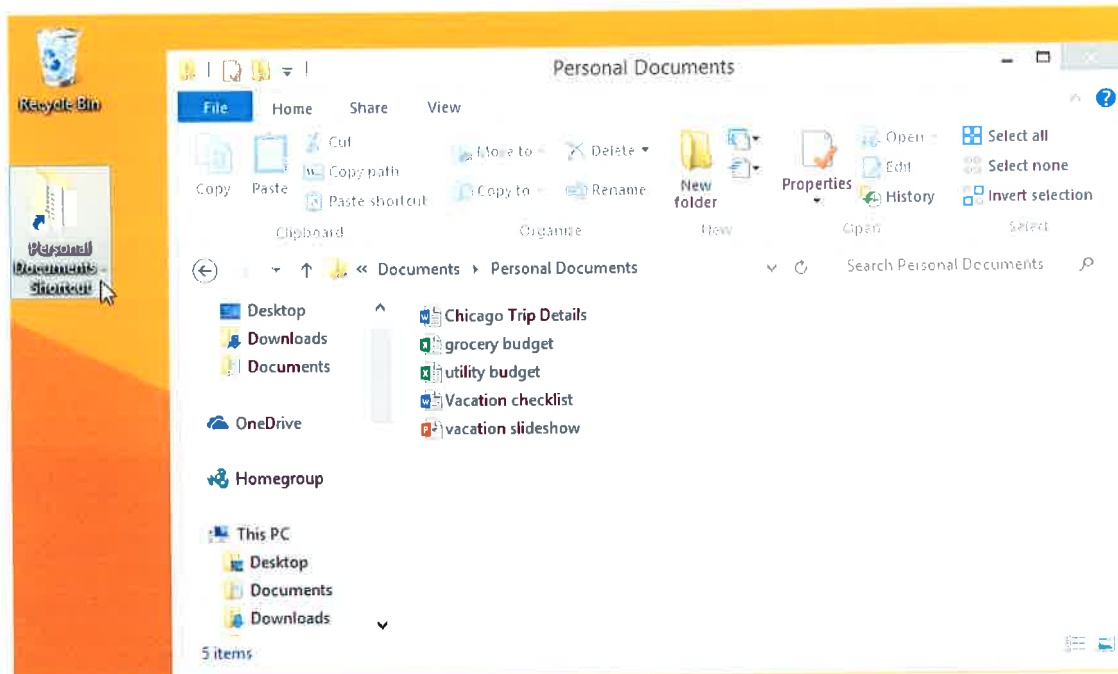 Recycle Bin
Personal
Documents -
Shortcut
Personal Documents
File Home Share View
Copy
Paste
Cut
Copy path
Paste shortcut
Clipboard
Move to
Copy to
Delete
Rename
Organize
New
folder
New
Properties
Open
Edit
History
Open
Select all
Select none
Invert selection
Select
« Documents Personal Documents
Search Personal Documents
Desktop
Downloads
Documents
OneDrive
Homegroup
This PC
Desktop
Documents
Downloads
Chicago Trip Details
grocery budget
utility budget
Vacation checklist
vacation slideshow
5 items